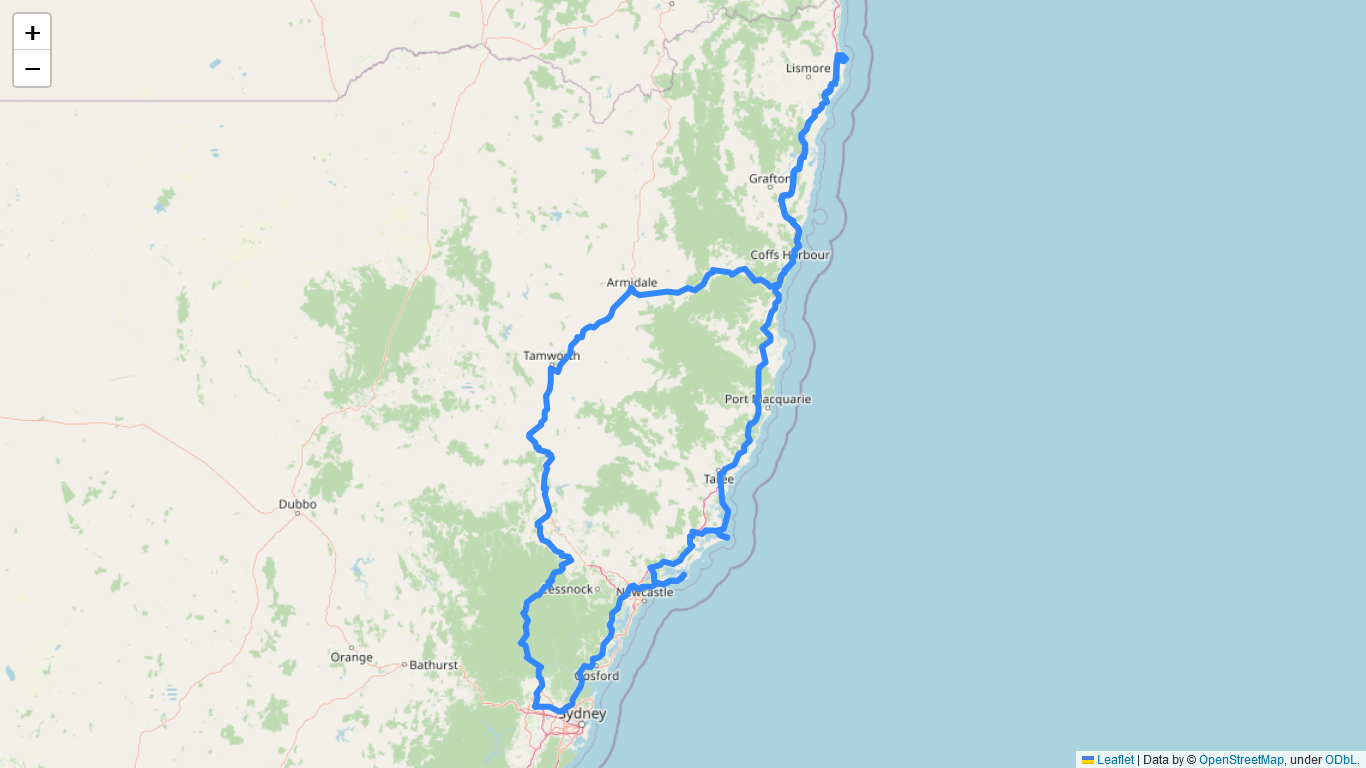 +
−
Lismore
Grafton
Coffs Harbour
Armidale
Tamworth
Port Macquarie
Taree
Dubbo
Cessnock
Newcastle
Orange
Bathurst
Gosford
Sydney
Leaflet | Data by © OpenStreetMap, under ODbL.